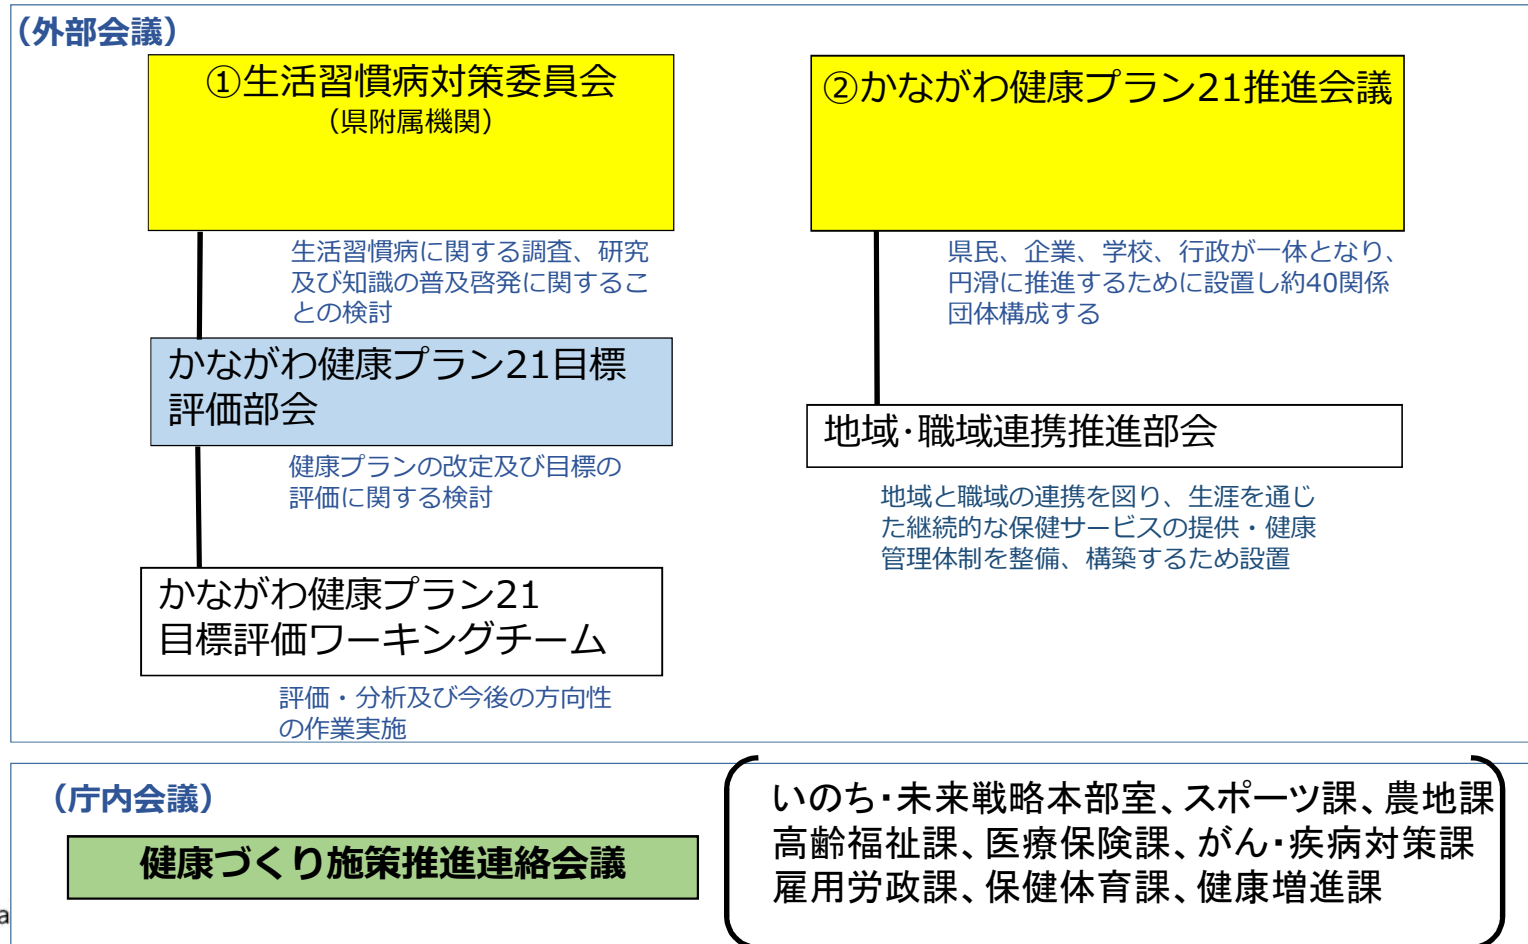 （外部会議）
①生活習慣病対策委員会
（県附属機関）
生活習慣病に関する調査、研究
及び知識の普及啓発に関するこ
との検討
かながわ健康プラン21目標
評価部会
健康プランの改定及び目標の
評価に関する検討
かながわ健康プラン21
目標評価ワーキングチーム
評価・分析及び今後の方向性
の作業実施
②かながわ健康プラン21推進会議
県民、企業、学校、行政が一体となり、
円滑に推進するために設置し約40関係
団体構成する
地域･職域連携推進部会
地域と職域の連携を図り、生涯を通じ
た継続的な保健サービスの提供・健康
管理体制を整備、構築するため設置
（庁内会議）
健康づくり施策推進連絡会議
いのち・未来戦略本部室、スポーツ課、農地課
高齢福祉課、医療保険課、がん・疾病対策課
雇用労政課、保健体育課、健康増進課
a